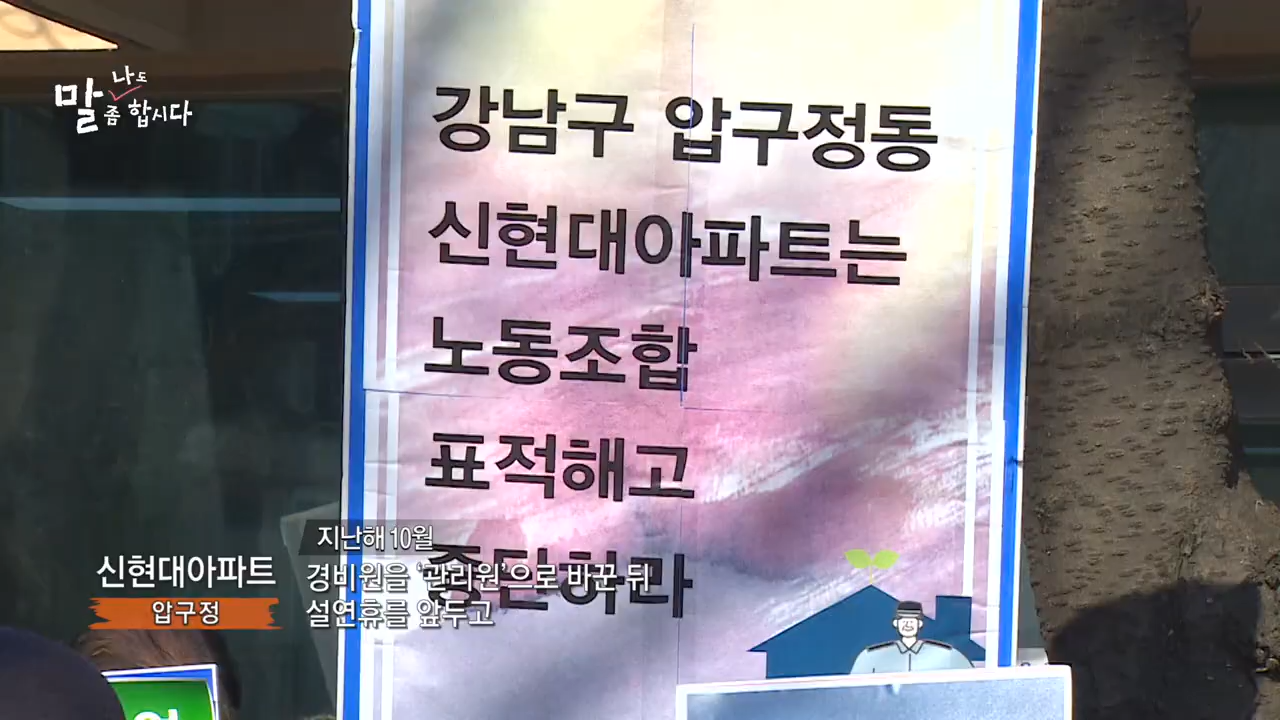 나도
말 좀 합시다
강남구 압구정동
신현대아파트는
노동조합
표적해고
중단하라
지난해 10월
신현대아파트
압구정
경비원을 '관리원'으로 바꾼 뒤
설연휴를 앞두고